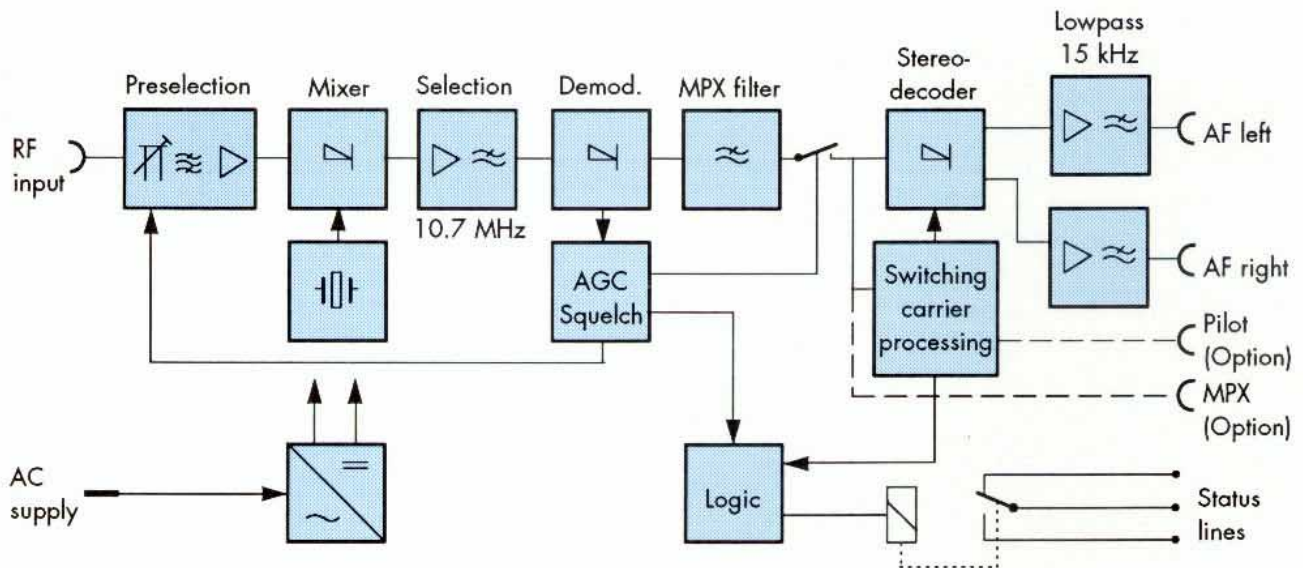 Lowpass
15 kHz
Stereo-
decoder
Preselection
Mixer
Selection
Demod.
MPX filter
RF
input
AF left
10.7 MHz
AGC
Squelch
Switching
carrier
processing
AF right
Pilot
(Option)
MPX
(Option)
AC
supply
Logic
Status
lines